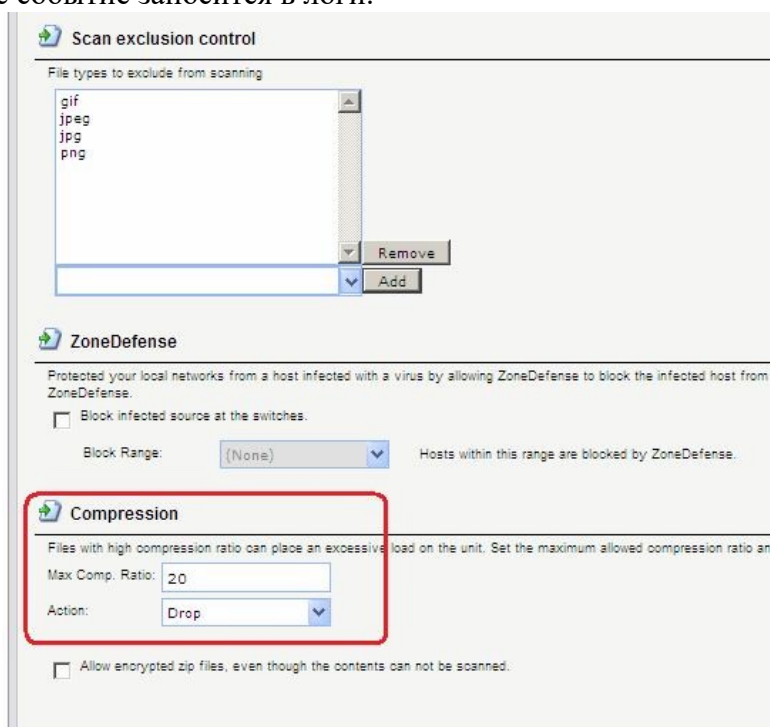 е событие заносится в логи.
Scan exclusion control
File types to exclude from scanning
gif
jpeg
jpg
png
Remove
Add
ZoneDefense
Protected your local networks from a host infected with a virus by allowing ZoneDefense to block the infected host from
ZoneDefense.
Block infected source at the switches.
Block Range: (None) Hosts within this range are blocked by ZoneDefense.
Compression
Files with high compression ratio can place an excessive load on the unit. Set the maximum allowed compression ratio an
Max Comp. Ratio: 20
Action: Drop
Allow encrypted zip files, even though the contents can not be scanned.